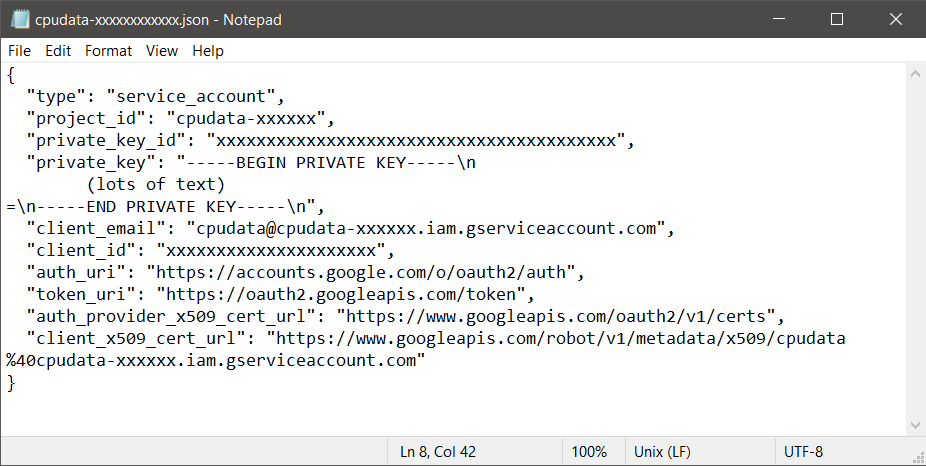 cpudata-xxxxxxxxxxxx.json - Notepad
File Edit Format View Help
{
  "type": "service_account",
  "project_id": "cpudata-xxxxxx",
  "private_key_id": "xxxxxxxxxxxxxxxxxxxxxxxxxxxxxxxxxxxxxxxx",
  "private_key": "-----BEGIN PRIVATE KEY-----\n
        (lots of text)
=\n-----END PRIVATE KEY-----\n",
  "client_email": "cpudata@cpudata-xxxxxx.iam.gserviceaccount.com",
  "client_id": "xxxxxxxxxxxxxxxxxxxxx",
  "auth_uri": "https://accounts.google.com/o/oauth2/auth",
  "token_uri": "https://oauth2.googleapis.com/token",
  "auth_provider_x509_cert_url": "https://www.googleapis.com/oauth2/v1/certs",
  "client_x509_cert_url": "https://www.googleapis.com/robot/v1/metadata/x509/cpudata
%40cpudata-xxxxxx.iam.gserviceaccount.com"
}
Ln 8, Col 42 100% Unix (LF) UTF-8